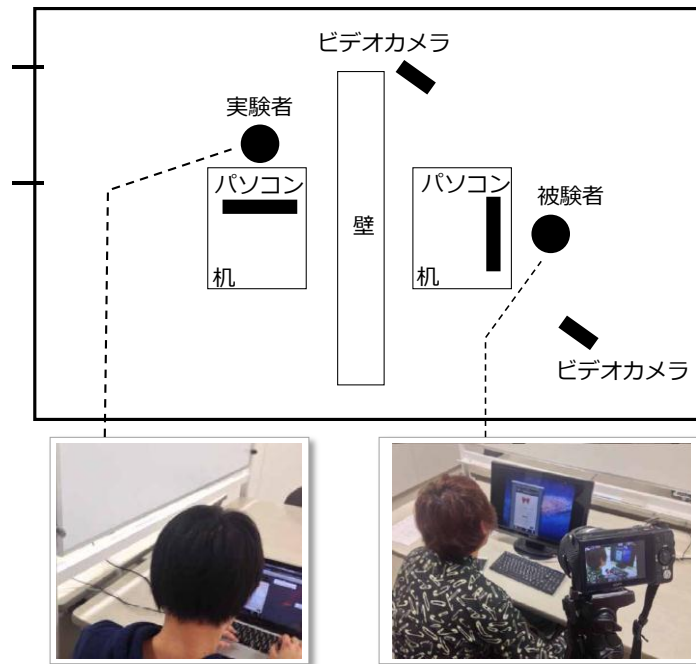 ビデオカメラ
実験者
パソコン
机
壁
パソコン
机
被験者
ビデオカメラ